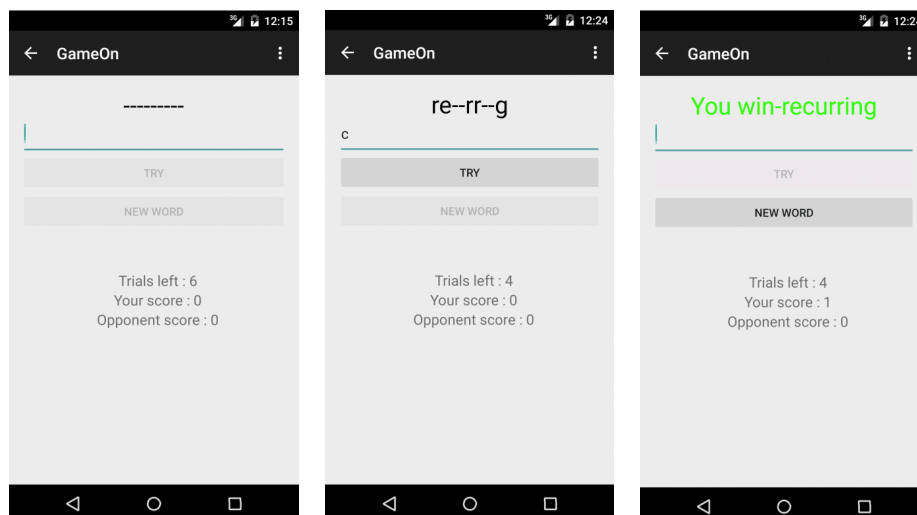 3G 12:15
GameOn
---------
TRY
NEW WORD
Trials left : 6
Your score : 0
Opponent score : 0
3G 12:24
GameOn
re--rr--g
c
TRY
NEW WORD
Trials left : 4
Your score : 0
Opponent score : 0
3G 12:24
GameOn
You win-recurring
TRY
NEW WORD
Trials left : 4
Your score : 1
Opponent score : 0